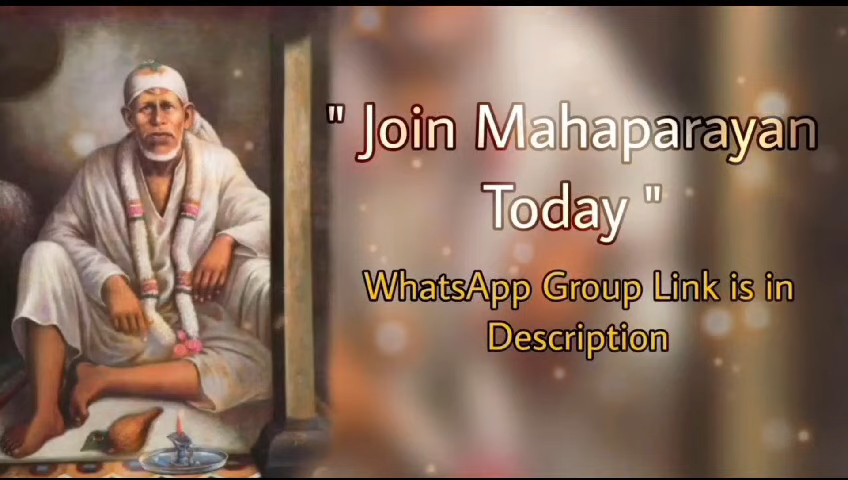 " Join Mahaparayan
Today "
WhatsApp Group Link is in
Description